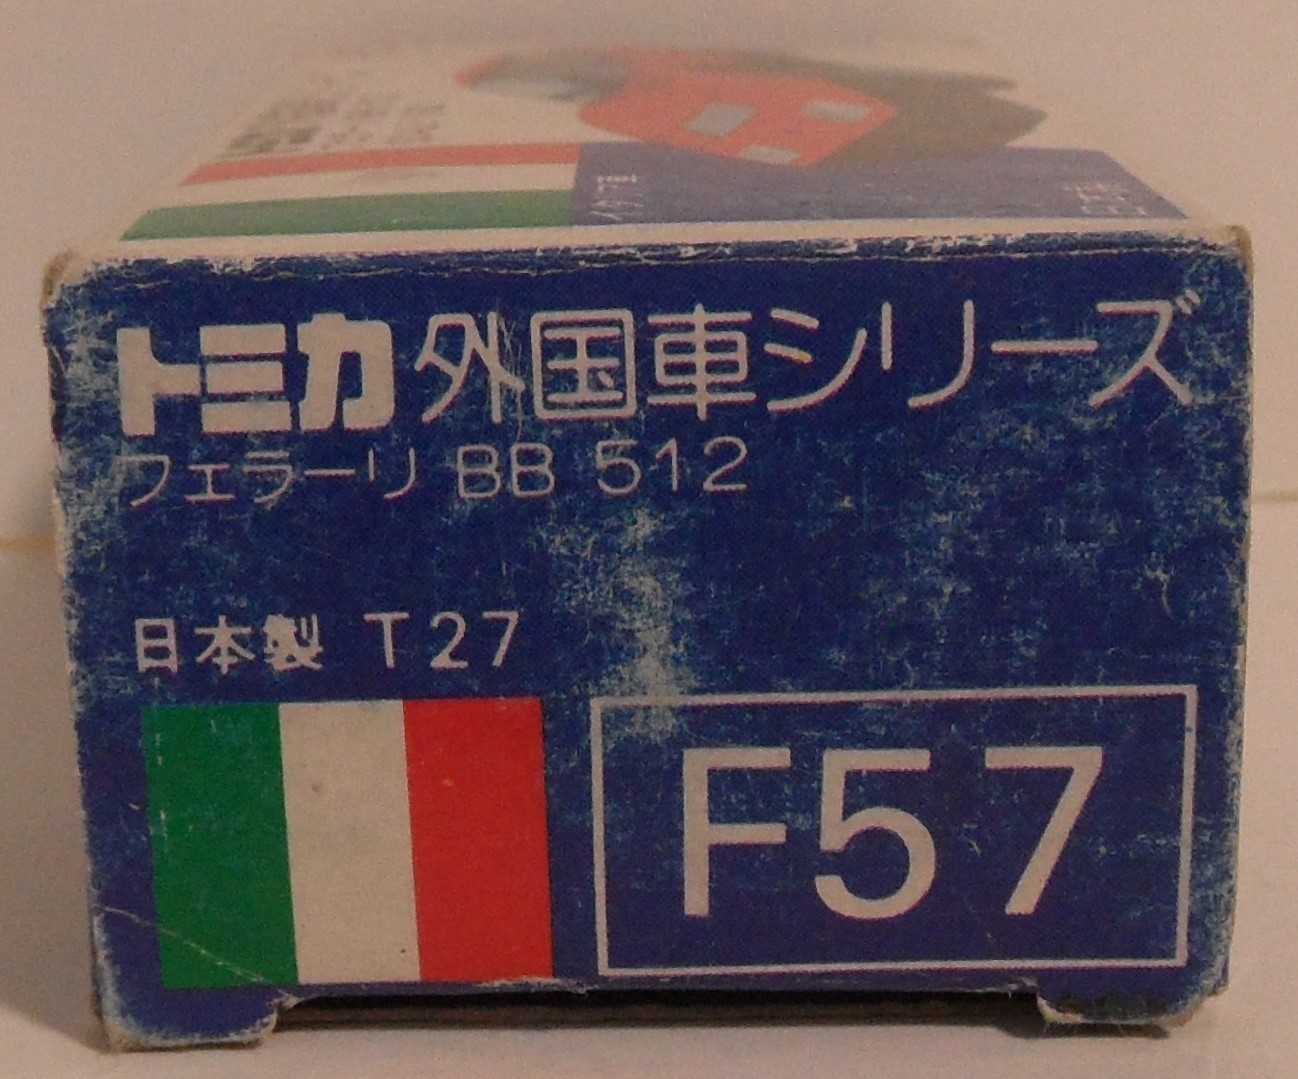 トミカ外国車シリーズ
フェラーリ BB 512
日本製 T27
F57